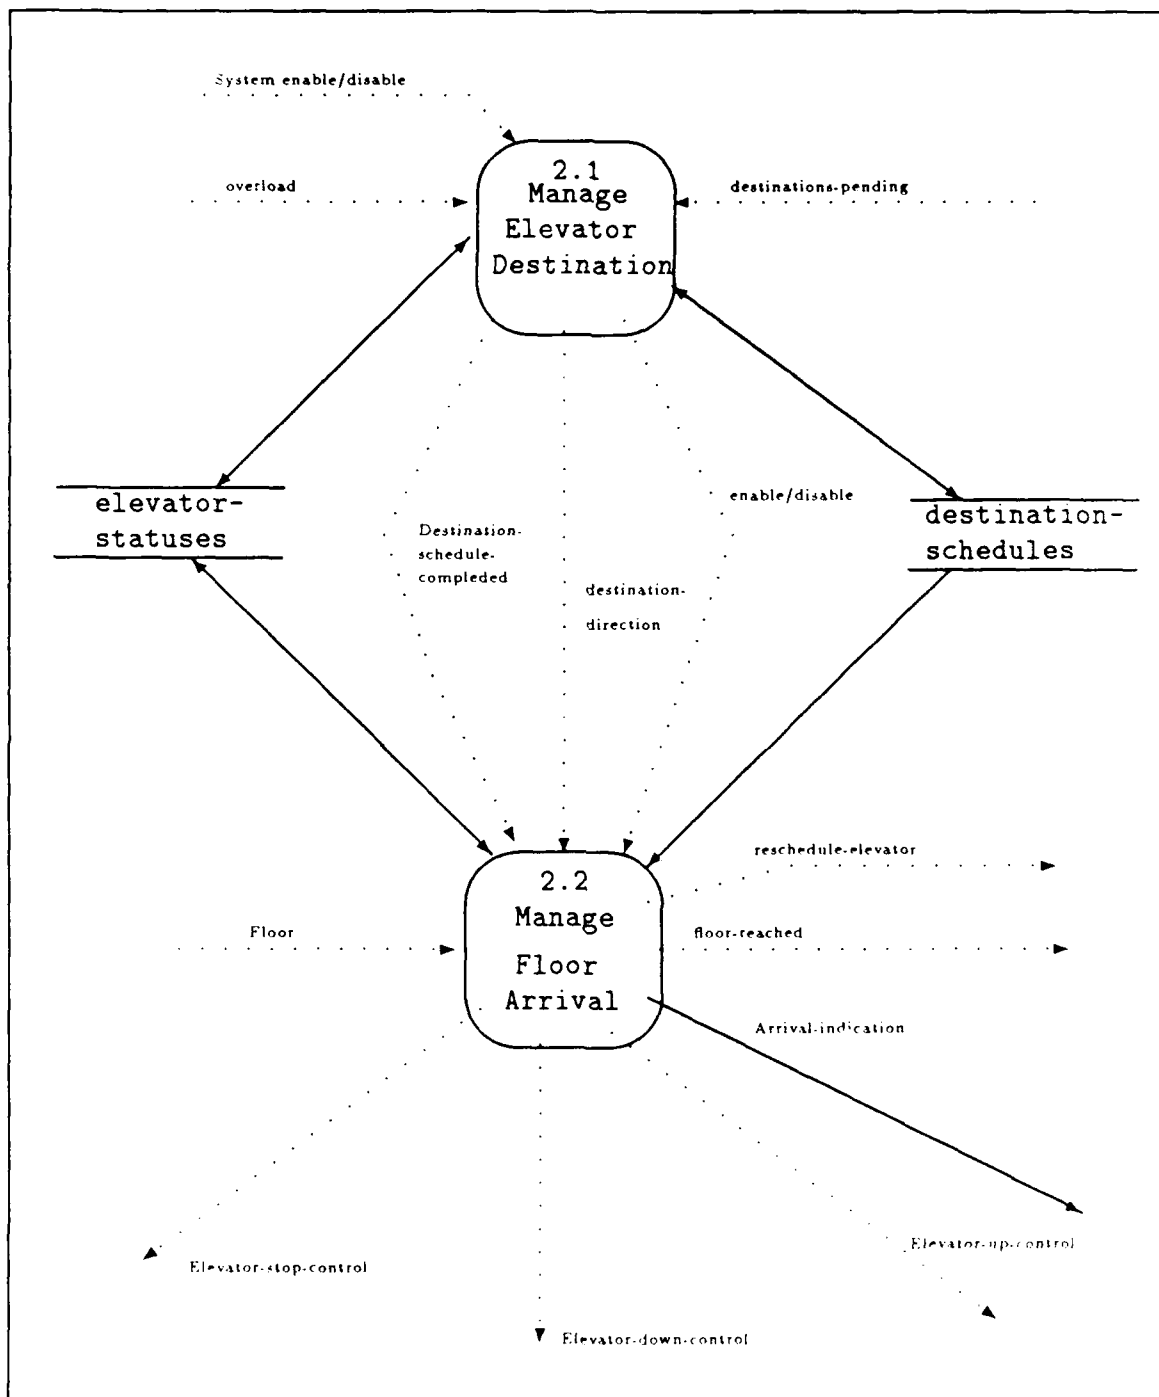 System enable/disable
overload
destinations-pending
2.1
Manage
Elevator
Destination
elevator-
statuses
Destination-
schedule-
compleded
enable/disable
destination-
direction
destination-
schedules
reschedule-elevator
2.2
Manage
Floor
Arrival
Floor
floor-reached
Arrival-indication
Elevator-up-control
Elevator-stop-control
Elevator-down-control